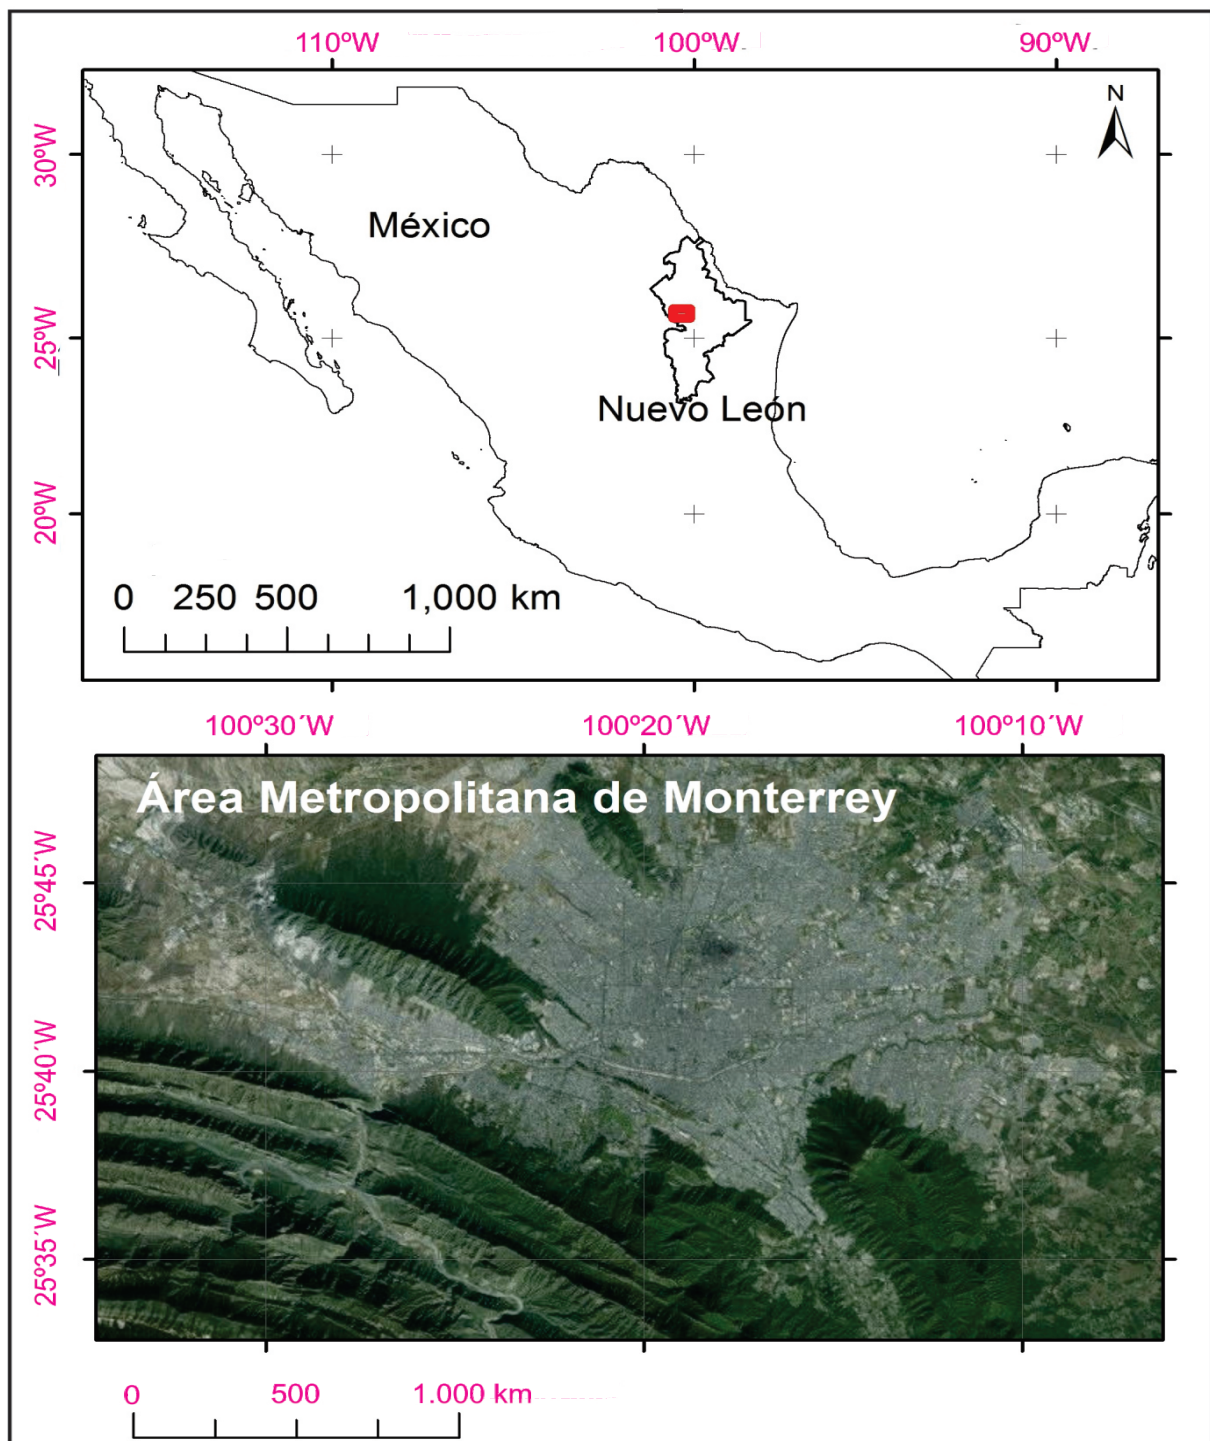 110ºW 100ºW 90ºW
N
30ºW
México
25ºW
Nuevo León
20ºW
0 250 500 1,000 km
100º30´W 100º20´W 100º10´W
Área Metropolitana de Monterrey
25º45´W
25º40´W
25º35´W
0 500 1.000 km